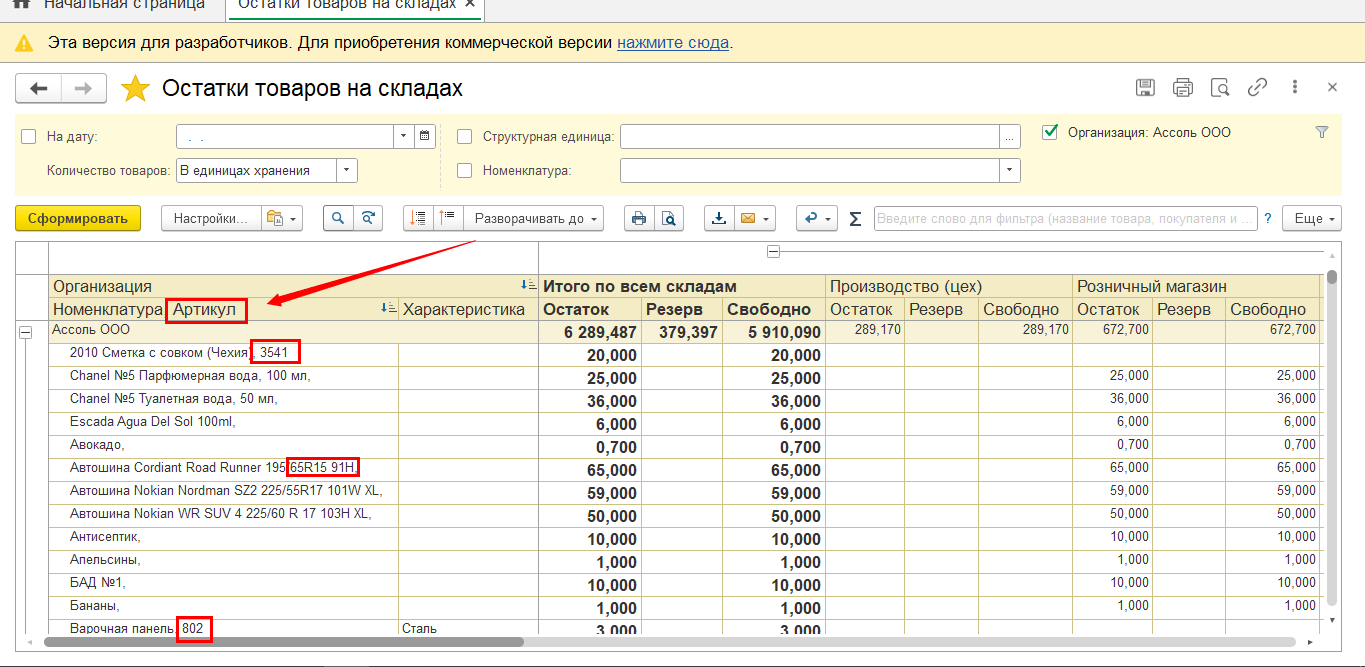 Начальная страница Остатки товаров на складах ×
Эта версия для разработчиков. Для приобретения коммерческой версии нажмите сюда.
Остатки товаров на складах
На дату: . . Структурная единица: ... Организация: Ассоль ООО
Количество товаров: В единицах хранения Номенклатура:
Сформировать Настройки... Разворачивать до Σ Введите слово для фильтра (название товара, покупателя и ... ? Еще
Организация Итого по всем складам Производство (цех) Розничный магазин
Номенклатура, Артикул Характеристика Остаток Резерв Свободно Остаток Резерв Свободно Остаток Резерв Свободно
Ассоль ООО 6 289,487 379,397 5 910,090 289,170 289,170 672,700 672,700
2010 Сметка с совком (Чехия), 3541 20,000 20,000
Chanel №5 Парфюмерная вода, 100 мл, 25,000 25,000 25,000 25,000
Chanel №5 Туалетная вода, 50 мл, 36,000 36,000 36,000 36,000
Escada Agua Del Sol 100ml, 6,000 6,000 6,000 6,000
Авокадо, 0,700 0,700 0,700 0,700
Автошина Cordiant Road Runner 195/65R15 91H, 65,000 65,000 65,000 65,000
Автошина Nokian Nordman SZ2 225/55R17 101W XL, 59,000 59,000 59,000 59,000
Автошина Nokian WR SUV 4 225/60 R 17 103H XL, 50,000 50,000 50,000 50,000
Антисептик, 10,000 10,000 10,000 10,000
Апельсины, 1,000 1,000 1,000 1,000
БАД №1, 10,000 10,000 10,000 10,000
Бананы, 1,000 1,000 1,000 1,000
Варочная панель, 802 Сталь 3,000 3,000